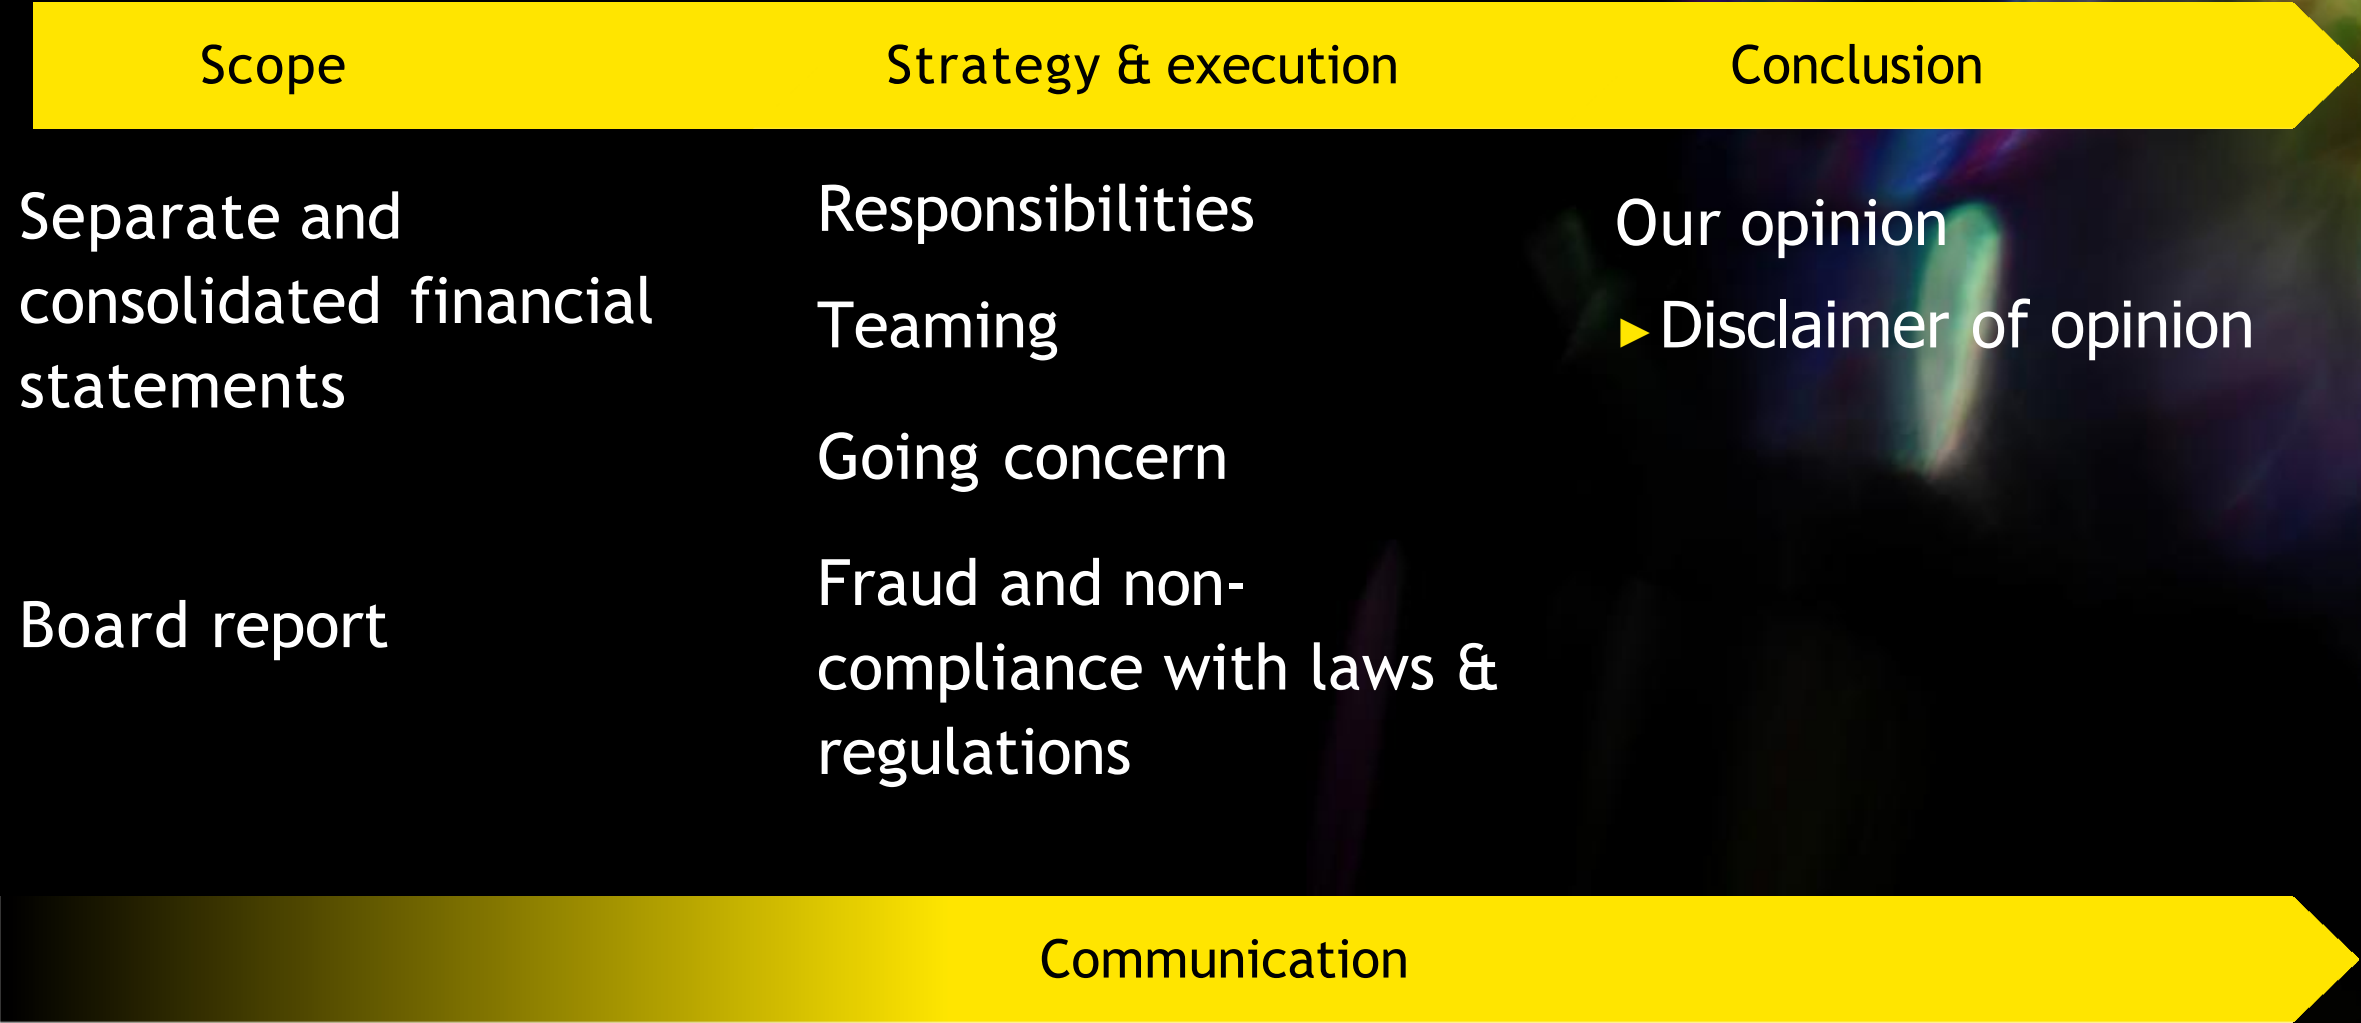 Scope
Strategy & execution
Conclusion
Separate and
consolidated financial
statements
Board report
Responsibilities
Teaming
Going concern
Fraud and non-
compliance with laws &
regulations
Our opinion
►Disclaimer of opinion
Communication